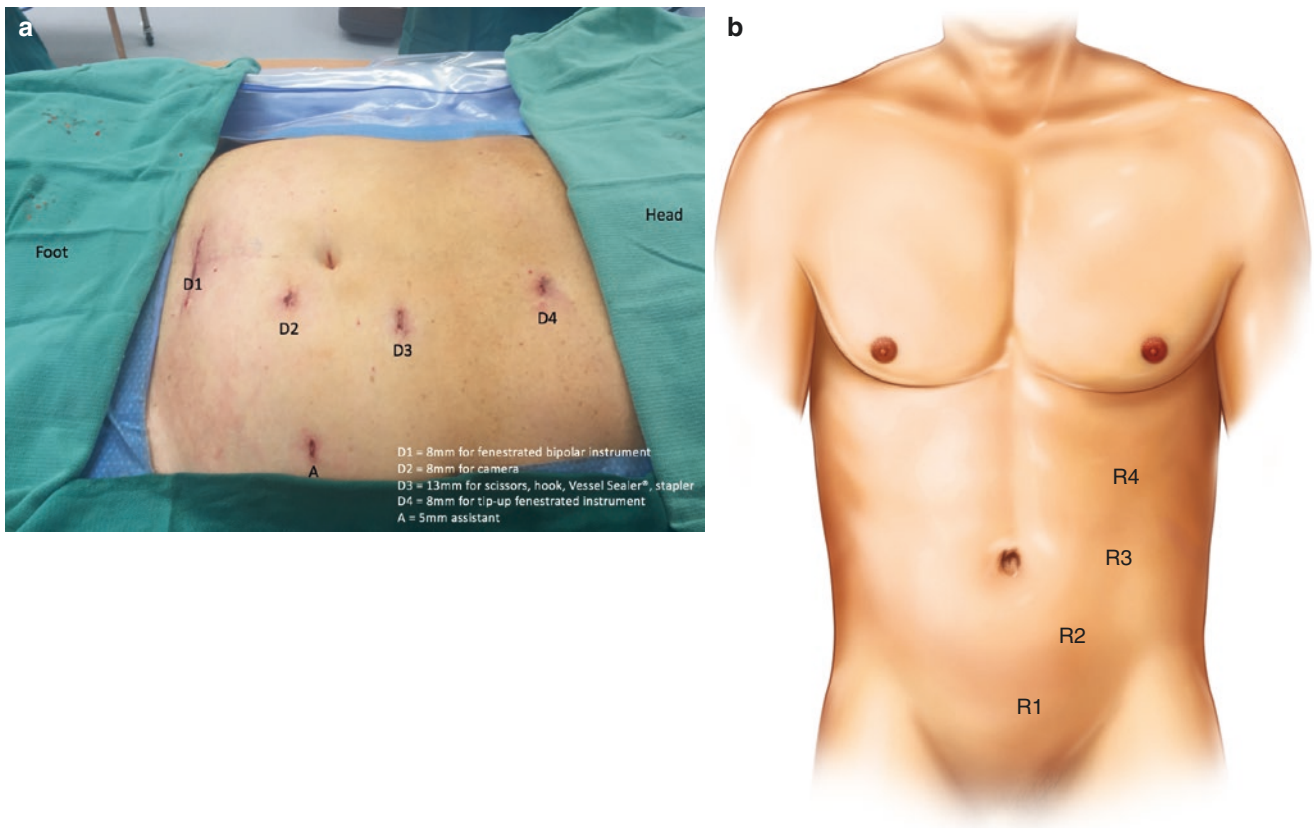 a
Foot
Head
D1
D2
D3
D4
A
D1 = 8mm for fenestrated bipolar instrument
D2 = 8mm for camera
D3 = 13mm for scissors, hook, Vessel Sealer®, stapler
D4 = 8mm for tip-up fenestrated instrument
A = 5mm assistant
b
R4
R3
R2
R1